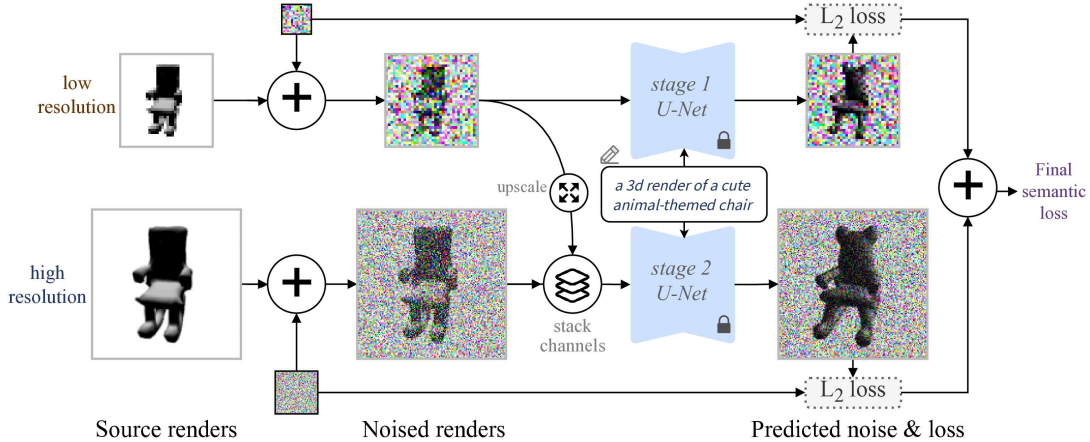 L₂ loss
low
resolution
stage 1
U-Net
upscale
a 3d render of a cute
animal-themed chair
Final
semantic
loss
high
resolution
stage 2
U-Net
stack
channels
L₂ loss
Source renders
Noised renders
Predicted noise & loss